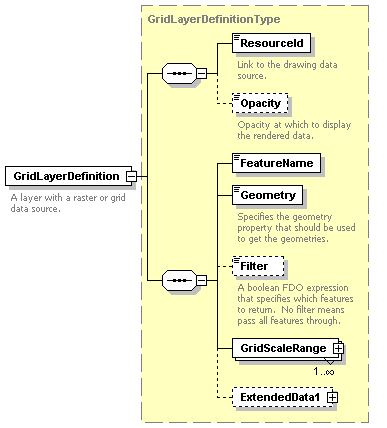 GridLayerDefinitionType
ResourceId
Link to the drawing data
source.
Opacity
Opacity at which to display
the rendered data.
GridLayerDefinition
A layer with a raster or grid
data source.
FeatureName
Geometry
Specifies the geometry
property that should be used
to get the geometries.
Filter
A boolean FDO expression
that specifies which features
to return.  No filter means
pass all features through.
GridScaleRange
1..∞
ExtendedData1